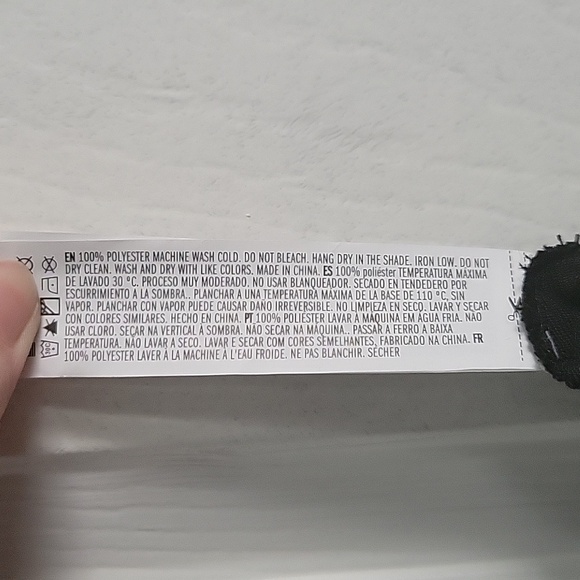 EN 100% POLYESTER MACHINE WASH COLD. DO NOT BLEACH. HANG DRY IN THE SHADE. IRON LOW. DO NOT
DRY CLEAN. WASH AND DRY WITH LIKE COLORS. MADE IN CHINA. ES 100% poliéster TEMPERATURA MÁXIMA
DE LAVADO 30 °C. PROCESO MUY MODERADO. NO USAR BLANQUEADOR. SECADO EN TENDEDERO POR
ESCURRIMIENTO A LA SOMBRA.. PLANCHAR A UNA TEMPERATURA MÁXIMA DE LA BASE DE 110 °C, SIN
VAPOR. PLANCHAR CON VAPOR PUEDE CAUSAR DAÑO IRREVERSIBLE. NO LIMPIEZA EN SECO. LAVAR Y SECAR
CON COLORES SIMILARES. HECHO EN CHINA. PT 100% POLIÉSTER LAVAR À MÁQUINA EM ÁGUA FRIA. NÃO
USAR CLORO. SEÇAR NA VERTICAL À SOMBRA. NÃO SECAR NA MÁQUINA.. PASSAR A FERRO A BAIXA
TEMPERATURA. NÃO LAVAR A SECO. LAVAR E SECAR COM CORES SEMELHANTES, FABRICADO NA CHINA. FR
100% POLYESTER LAVER À LA MACHINE À L'EAU FROIDE. NE PAS BLANCHIR. SÉCHER